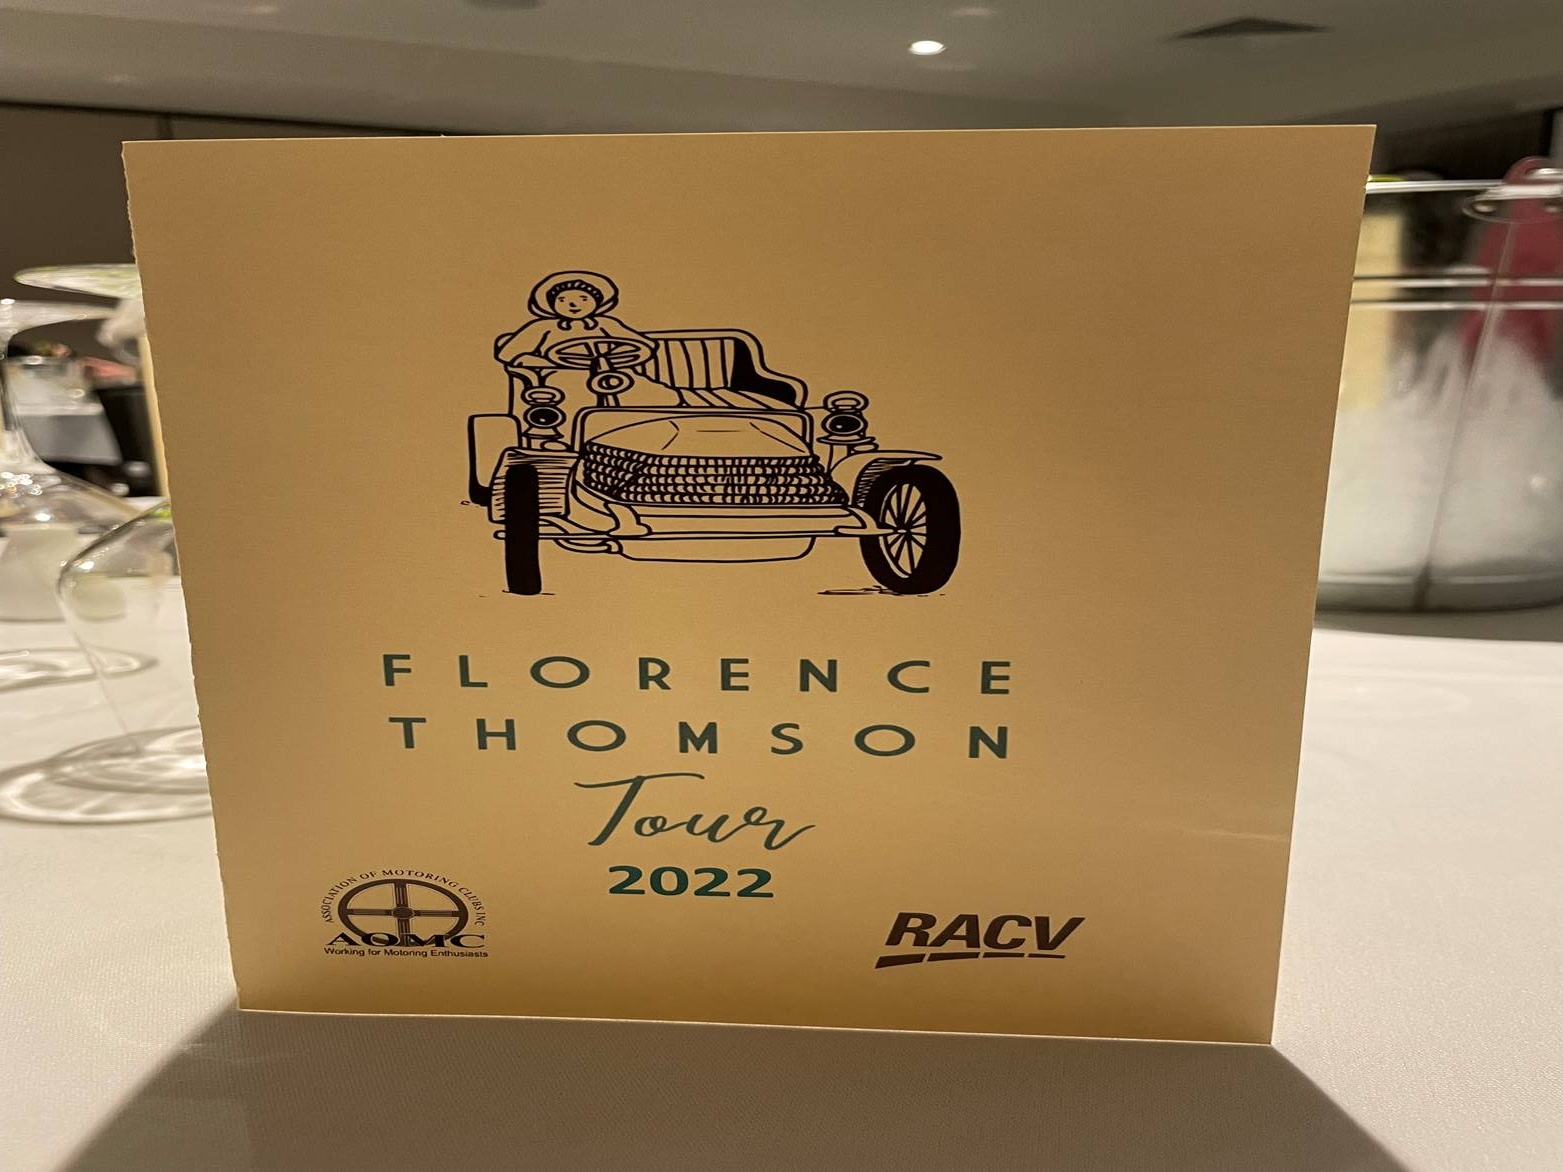 FLORENCE
THOMSON
Tour
2022
ASSOCIATION OF MOTORING CLUBS INC
AOMC
Working for Motoring Enthusiasts
RACV